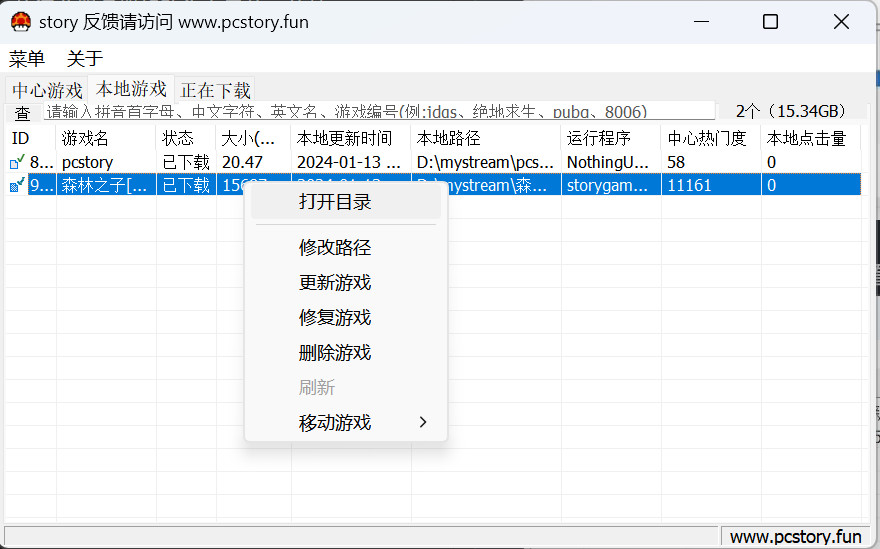 story 反馈请访问 www.pcstory.fun
菜单 关于
中心游戏 本地游戏 正在下载
查 请输入拼音首字母、中文字符、英文名、游戏编号(例:jdqs、绝地求生、pubg、8006) 2个（15.34GB）
ID 游戏名 状态 大小(... 本地更新时间 本地路径 运行程序 中心热门度 本地点击量
8... pcstory 已下载 20.47 2024-01-13 ... D:\mystream\pcs... NothingU... 58 0
9... 森林之子[... 已下载 D:\mystream\森... storygam... 11161 0
打开目录
修改路径
更新游戏
修复游戏
删除游戏
刷新
移动游戏
www.pcstory.fun